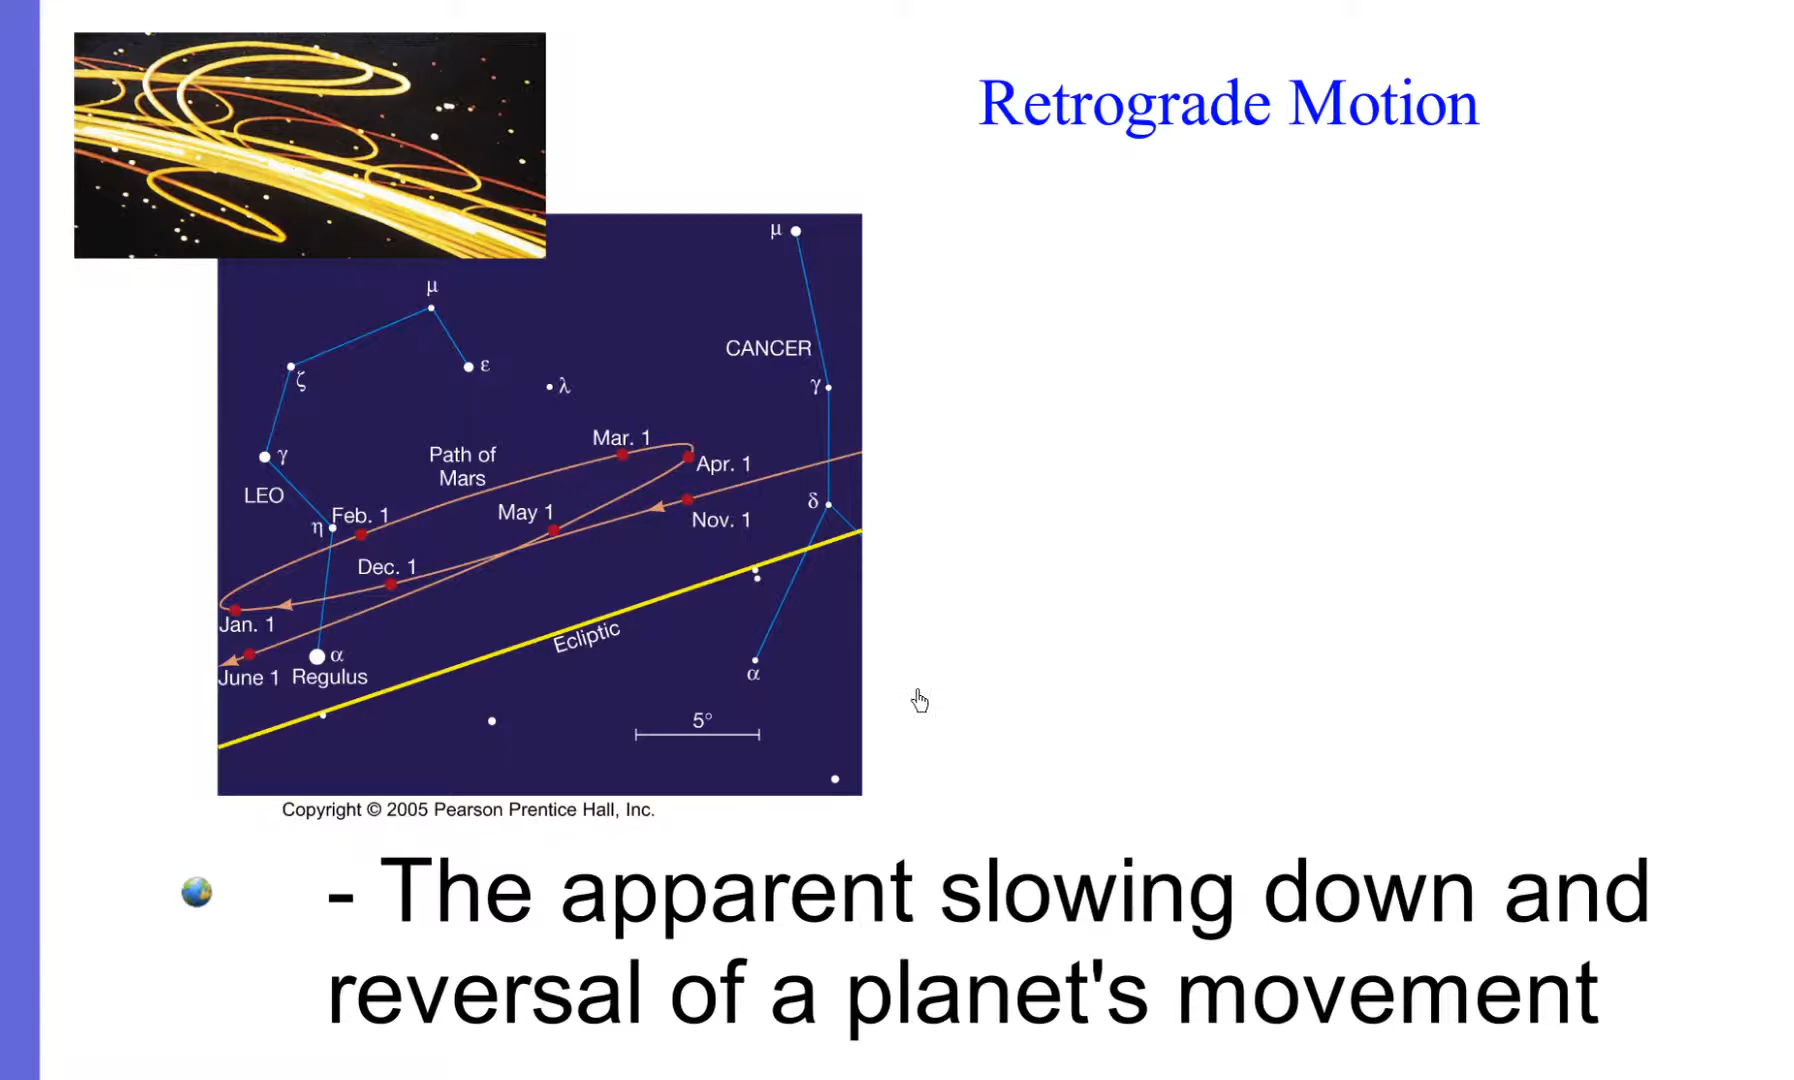 Retrograde Motion
μ
μ
CANCER
ζ
ε
λ
γ
γ
Path of
Mars
Mar. 1
Apr. 1
LEO
η
Feb. 1
May 1
Nov. 1
δ
Dec. 1
Jan. 1
Ecliptic
α
Regulus
June 1
α
5°
Copyright © 2005 Pearson Prentice Hall, Inc.
- The apparent slowing down and
reversal of a planet's movement